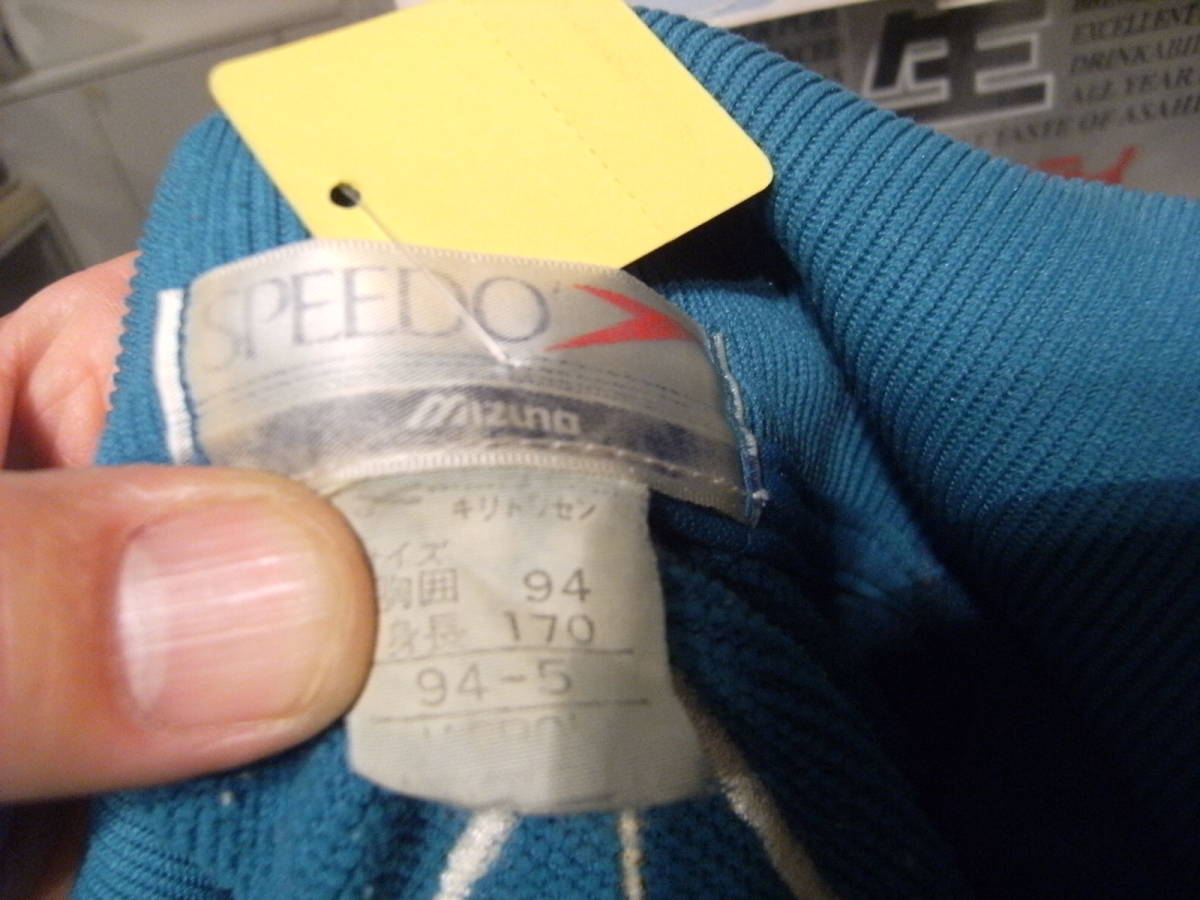 EXCELLENT
ALL YEAR
TASTE OF ASAHI
SPEEDO
mizuno
キリトリセン
サイズ
胸囲 94
身長 170
94-5